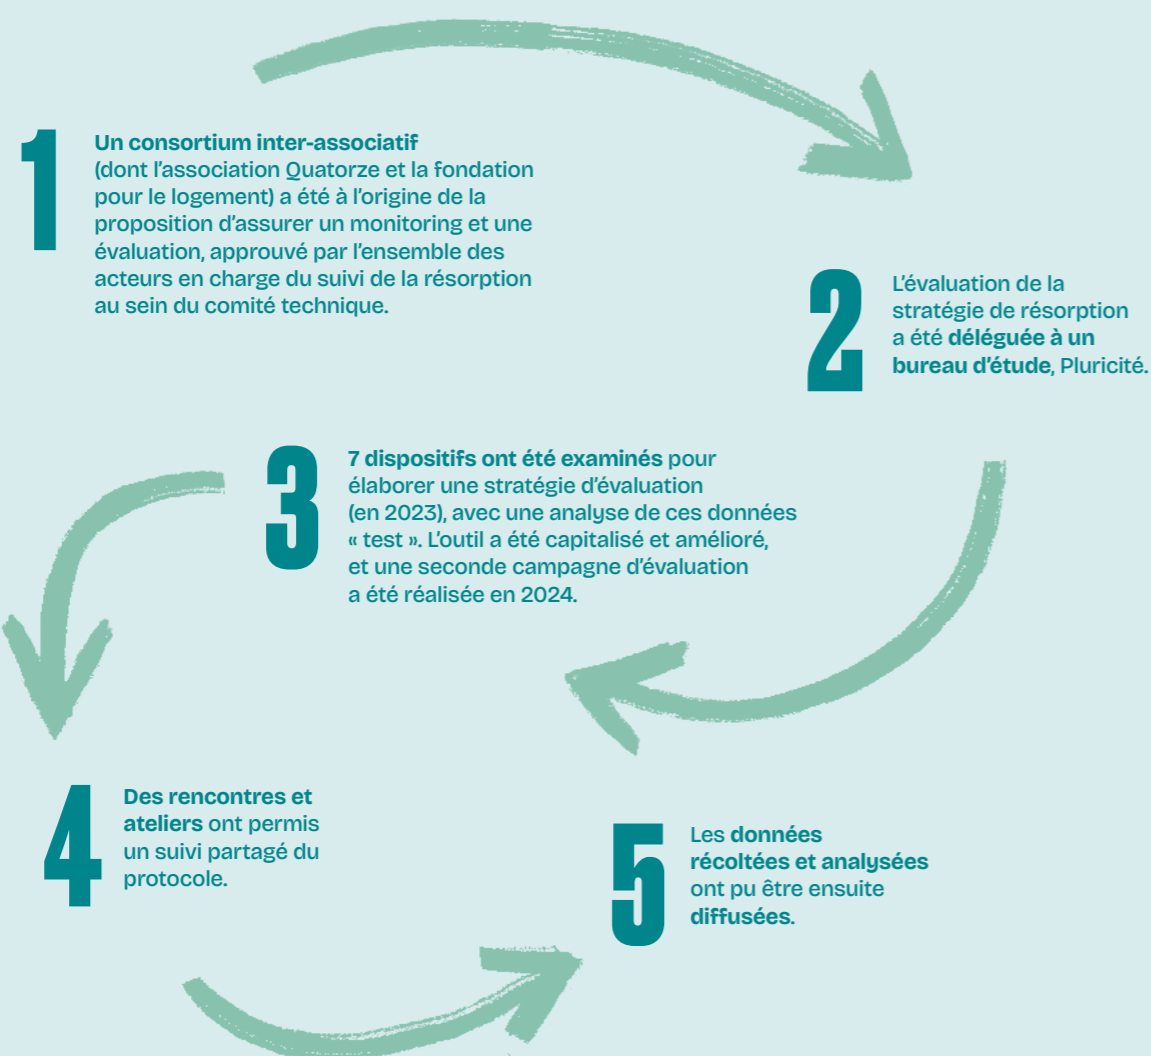 1
Un consortium inter-associatif
(dont l'association Quatorze et la fondation
pour le logement) a été à l'origine de la
proposition d'assurer un monitoring et une
évaluation, approuvé par l'ensemble des
acteurs en charge du suivi de la résorption
au sein du comité technique.
2
L'évaluation de la
stratégie de résorption
a été déléguée à un
bureau d'étude, Pluricité.
3
7 dispositifs ont été examinés pour
élaborer une stratégie d'évaluation
(en 2023), avec une analyse de ces données
« test ». L'outil a été capitalisé et amélioré,
et une seconde campagne d'évaluation
a été réalisée en 2024.
4
Des rencontres et
ateliers ont permis
un suivi partagé du
protocole.
5
Les données
récoltées et analysées
ont pu être ensuite
diffusées.